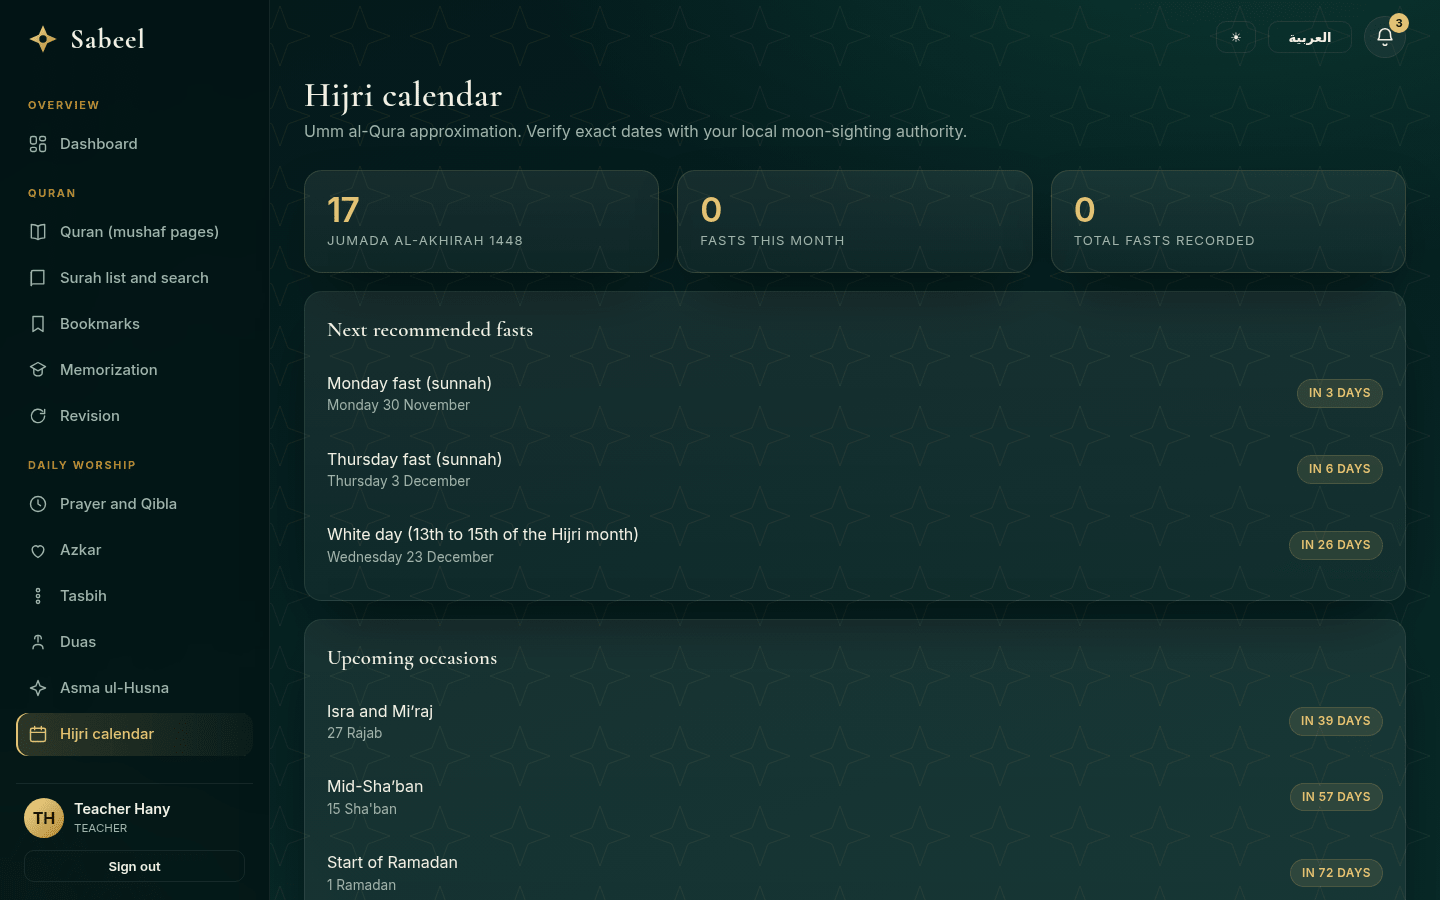 Sabeel
OVERVIEW
Dashboard
QURAN
Quran (mushaf pages)
Surah list and search
Bookmarks
Memorization
Revision
DAILY WORSHIP
Prayer and Qibla
Azkar
Tasbih
Duas
Asma ul-Husna
Hijri calendar
TH
Teacher Hany
TEACHER
Sign out
العربية
3
Hijri calendar
Umm al-Qura approximation. Verify exact dates with your local moon-sighting authority.
17
JUMADA AL-AKHIRAH 1448
0
FASTS THIS MONTH
0
TOTAL FASTS RECORDED
Next recommended fasts
Monday fast (sunnah)
Monday 30 November
IN 3 DAYS
Thursday fast (sunnah)
Thursday 3 December
IN 6 DAYS
White day (13th to 15th of the Hijri month)
Wednesday 23 December
IN 26 DAYS
Upcoming occasions
Isra and Mi’raj
27 Rajab
IN 39 DAYS
Mid-Sha’ban
15 Sha'ban
IN 57 DAYS
Start of Ramadan
1 Ramadan
IN 72 DAYS